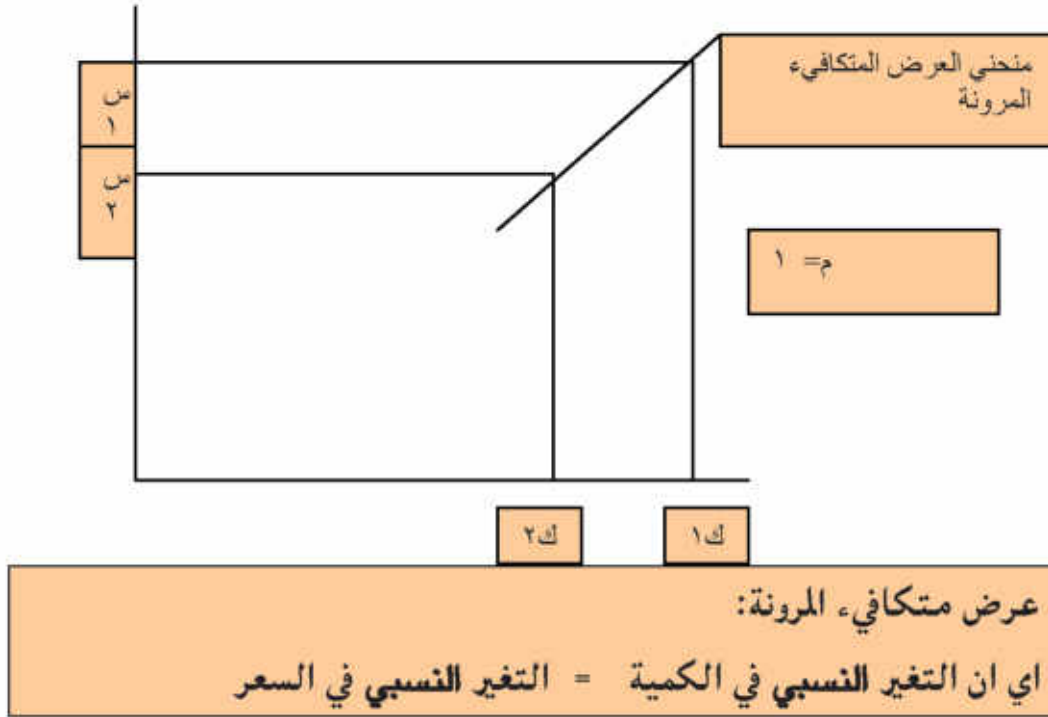 منحني العرض المتكافيء
المرونة
س
١
س
٢
م= ١
ك٢
ك١
عرض متكافيء المرونة:
اي ان التغير النسبي في الكمية = التغير النسبي في السعر